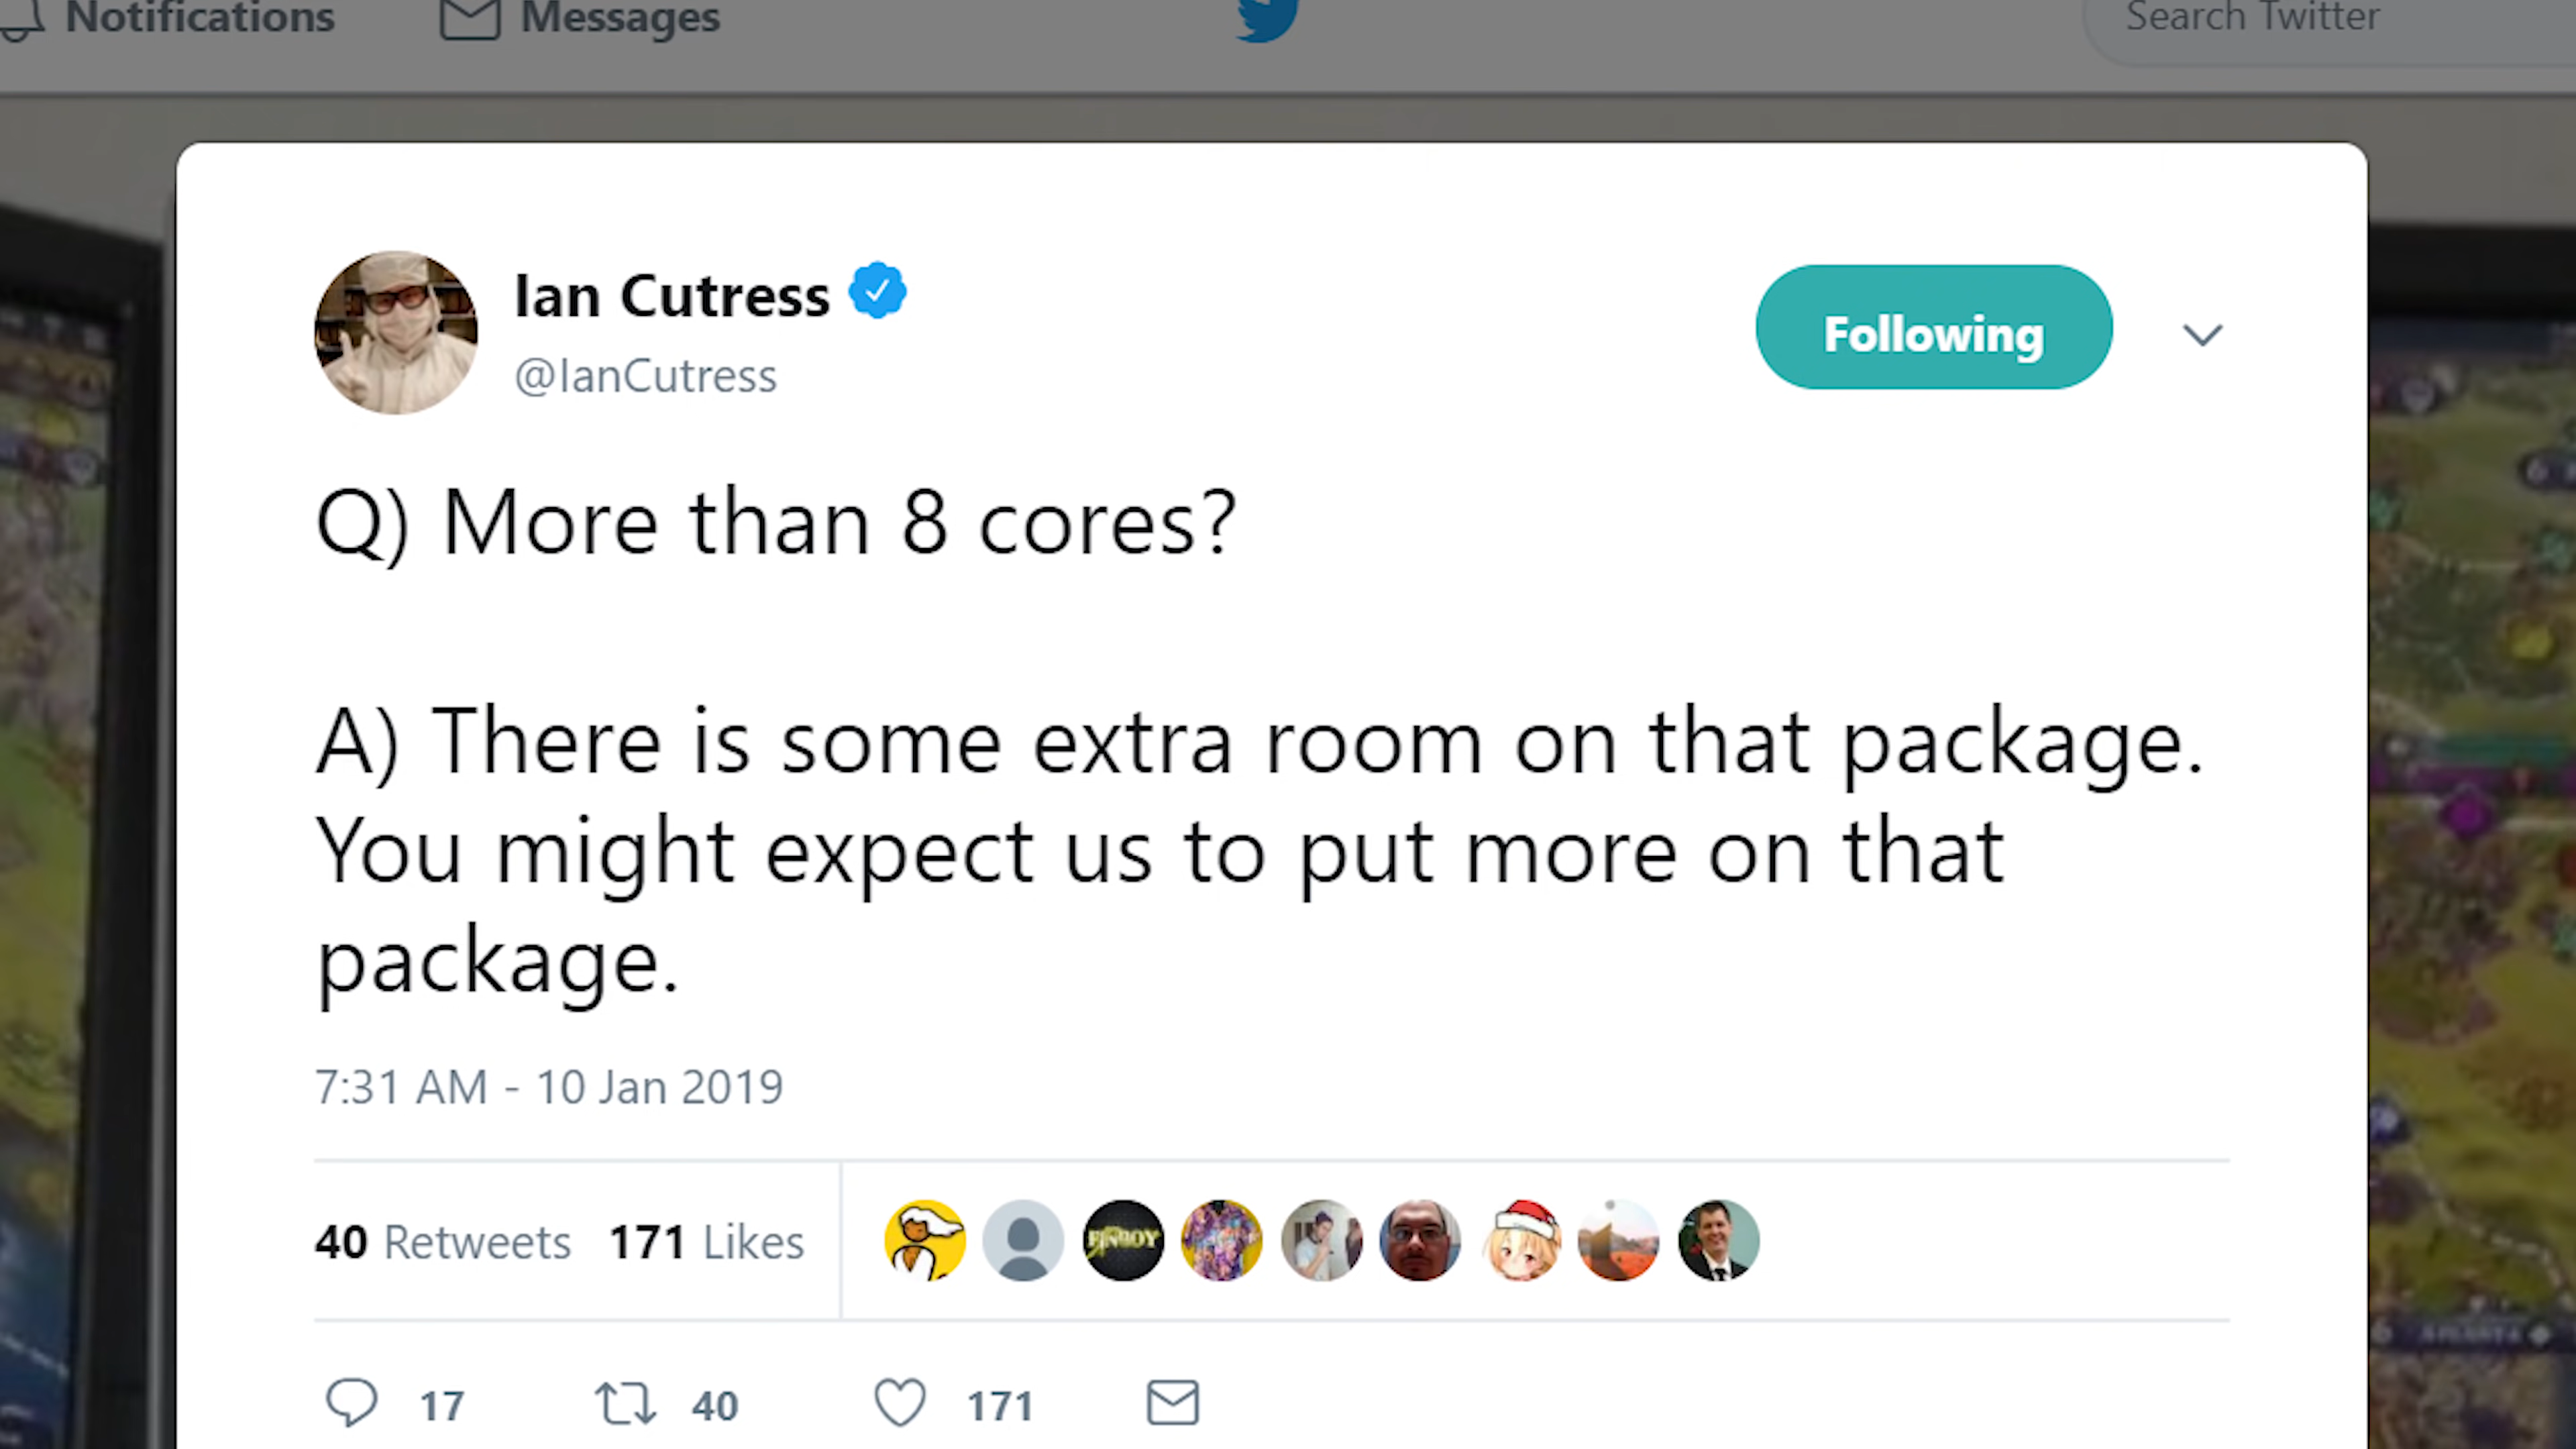 Notifications
Messages
Search Twitter
Ian Cutress
@IanCutress
Following
Q) More than 8 cores?
A) There is some extra room on that package.
You might expect us to put more on that
package.
7:31 AM - 10 Jan 2019
40 Retweets 171 Likes
17 40 171